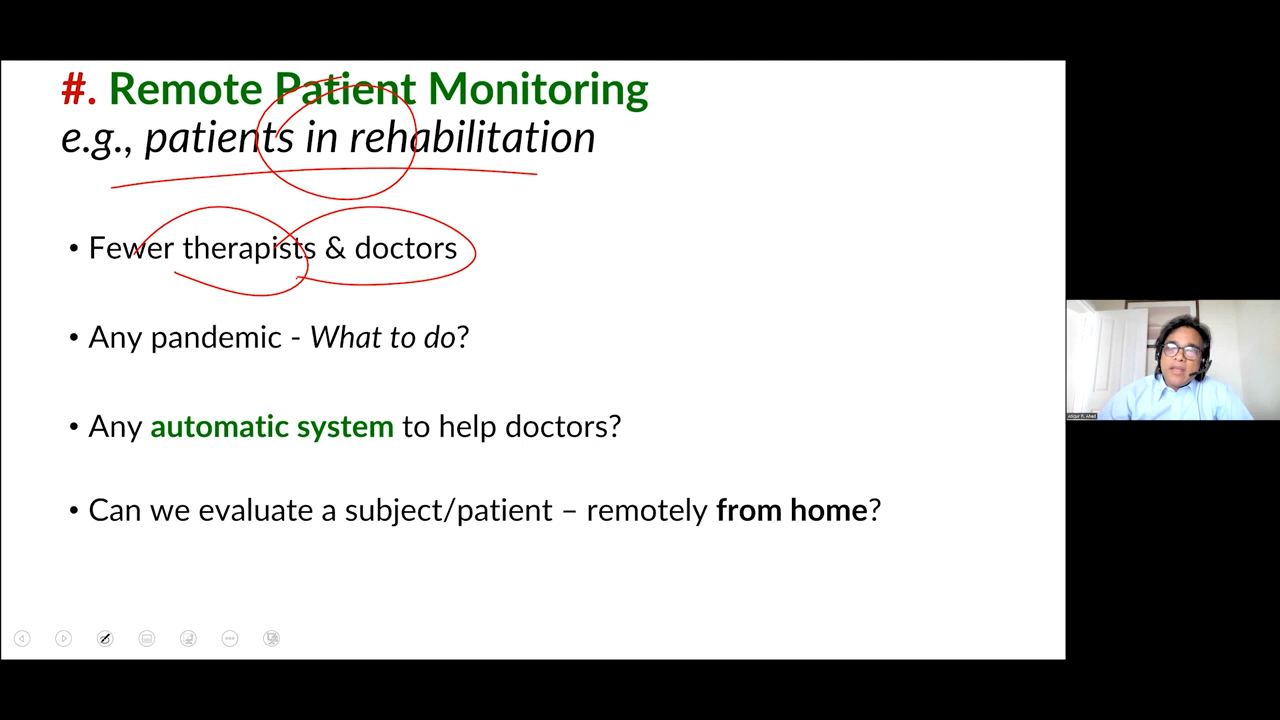 #. Remote Patient Monitoring
e.g., patients in rehabilitation
• Fewer therapists & doctors
• Any pandemic - What to do?
• Any automatic system to help doctors?
• Can we evaluate a subject/patient – remotely from home?